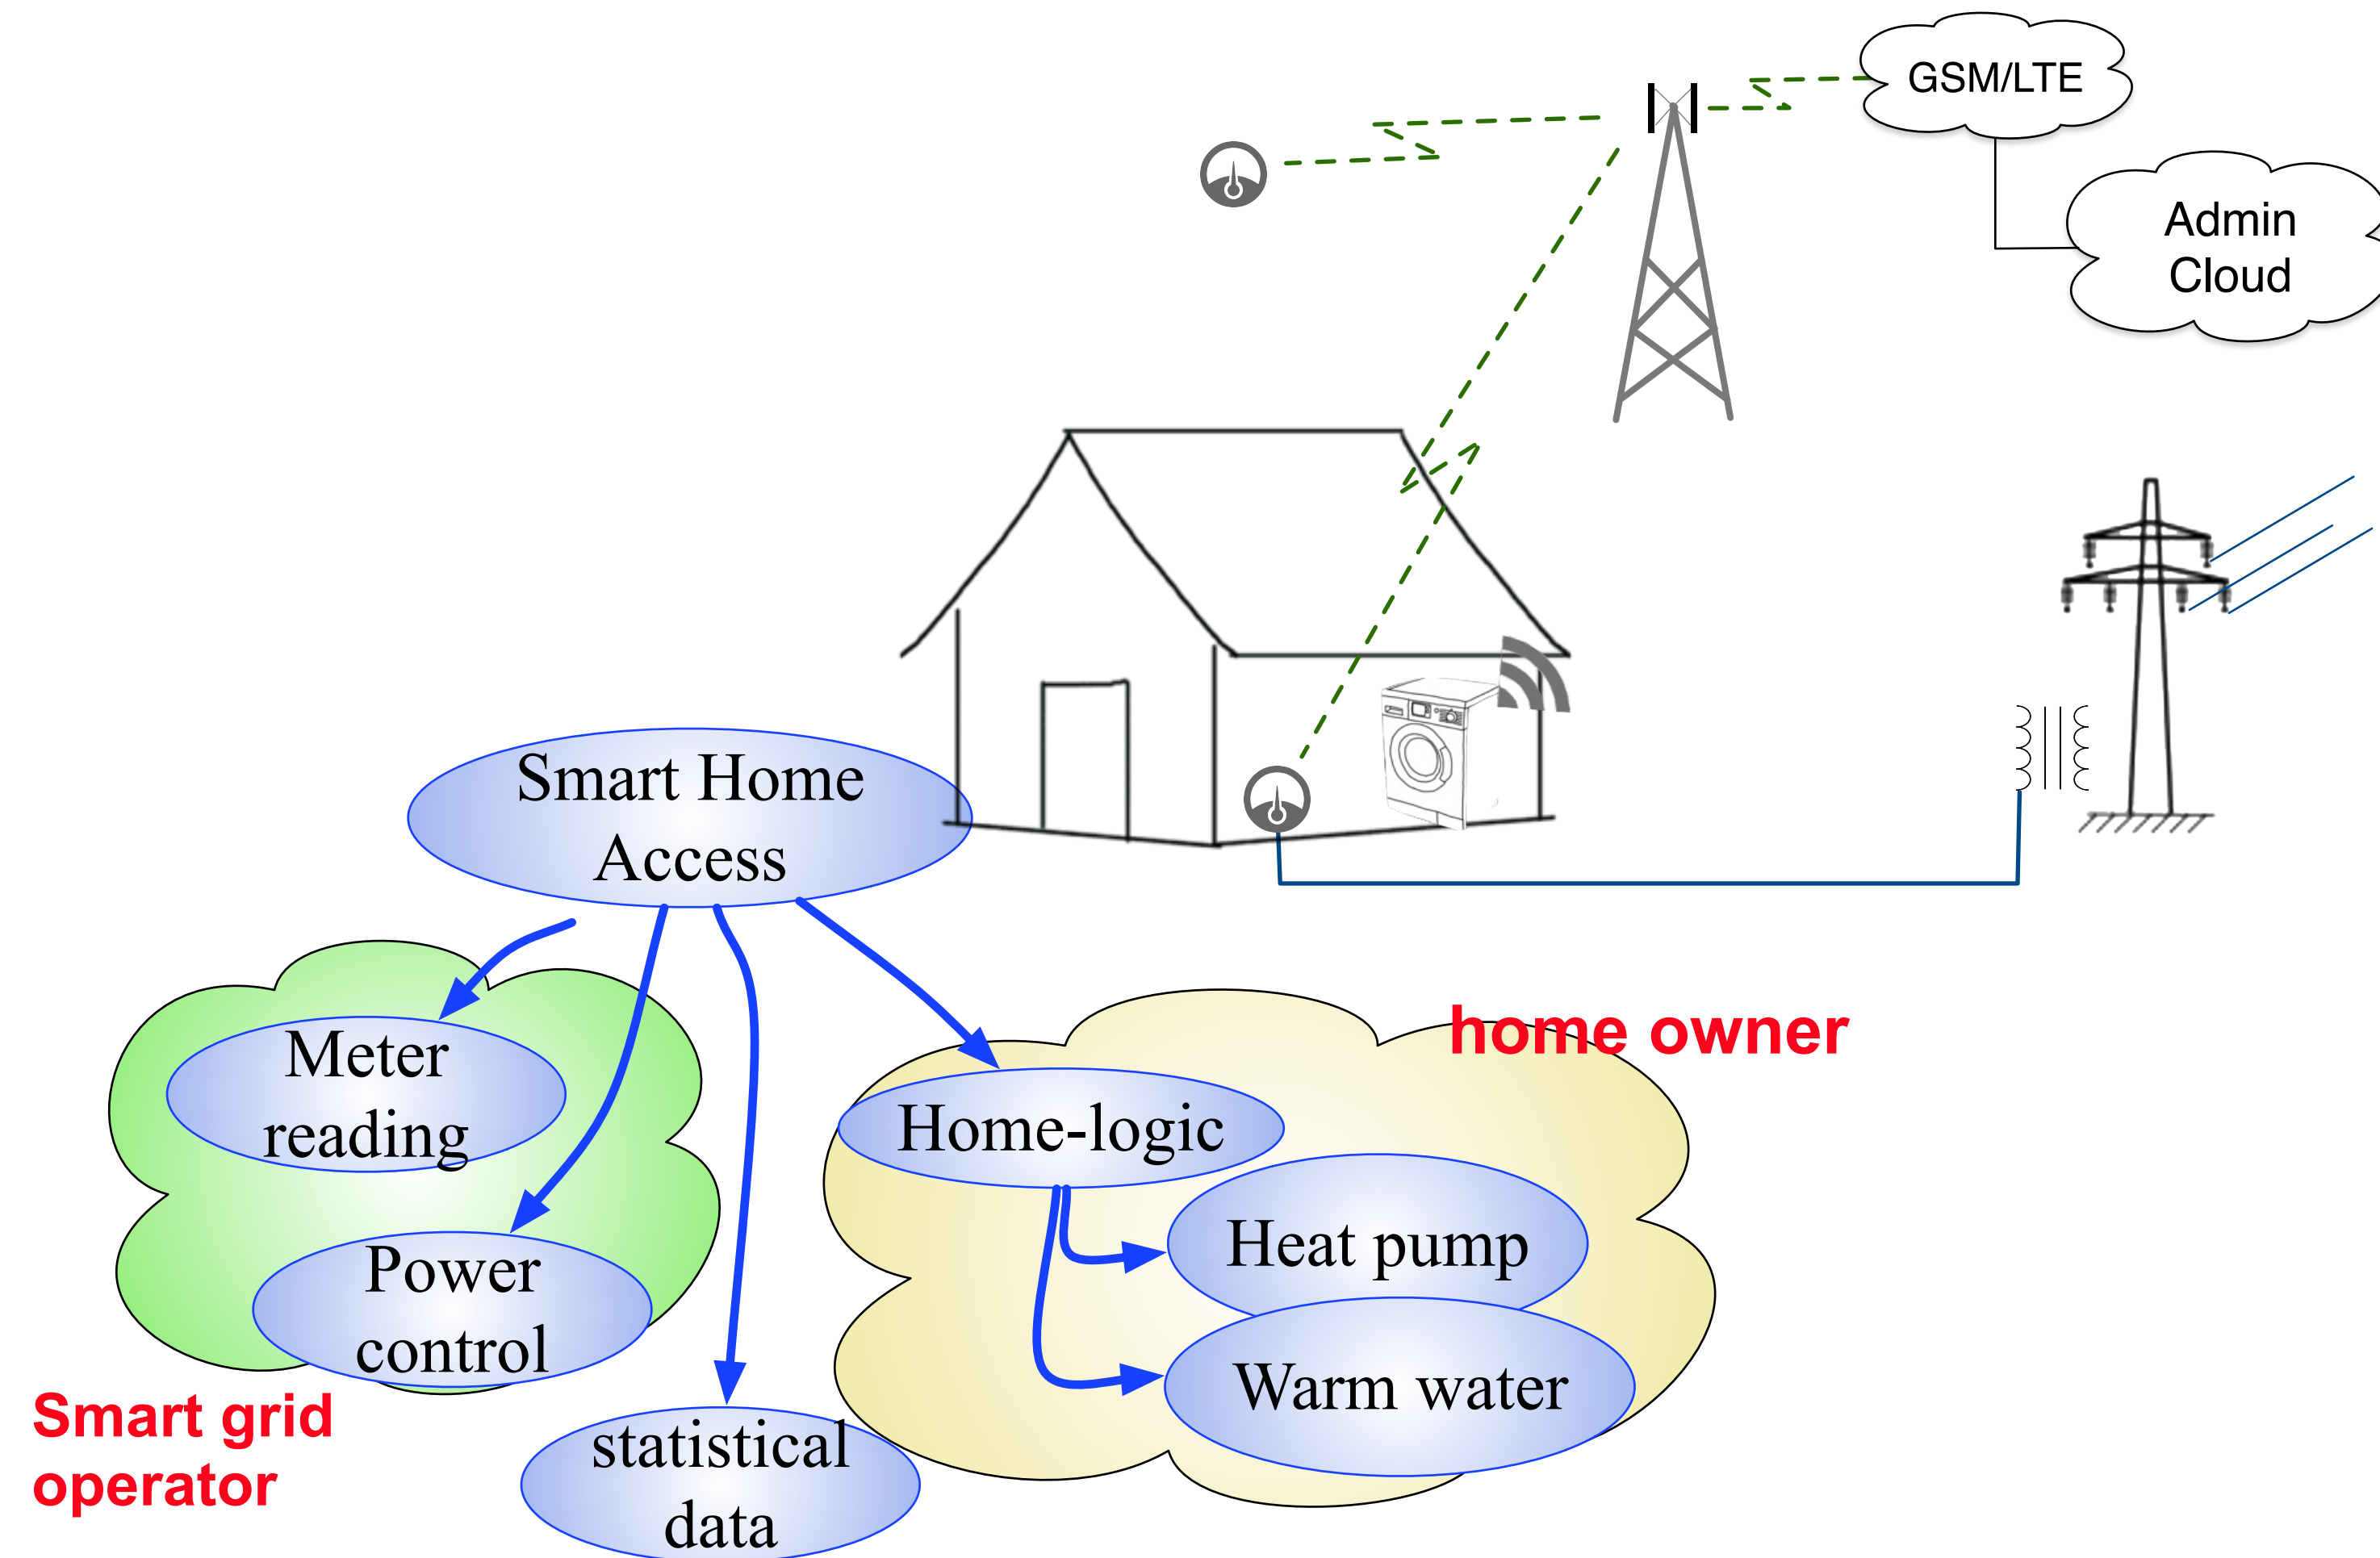 GSM/LTE
Admin
Cloud
Smart Home
Access
home owner
Meter
reading
Home-logic
Power
control
Heat pump
Warm water
Smart grid
operator
statistical
data